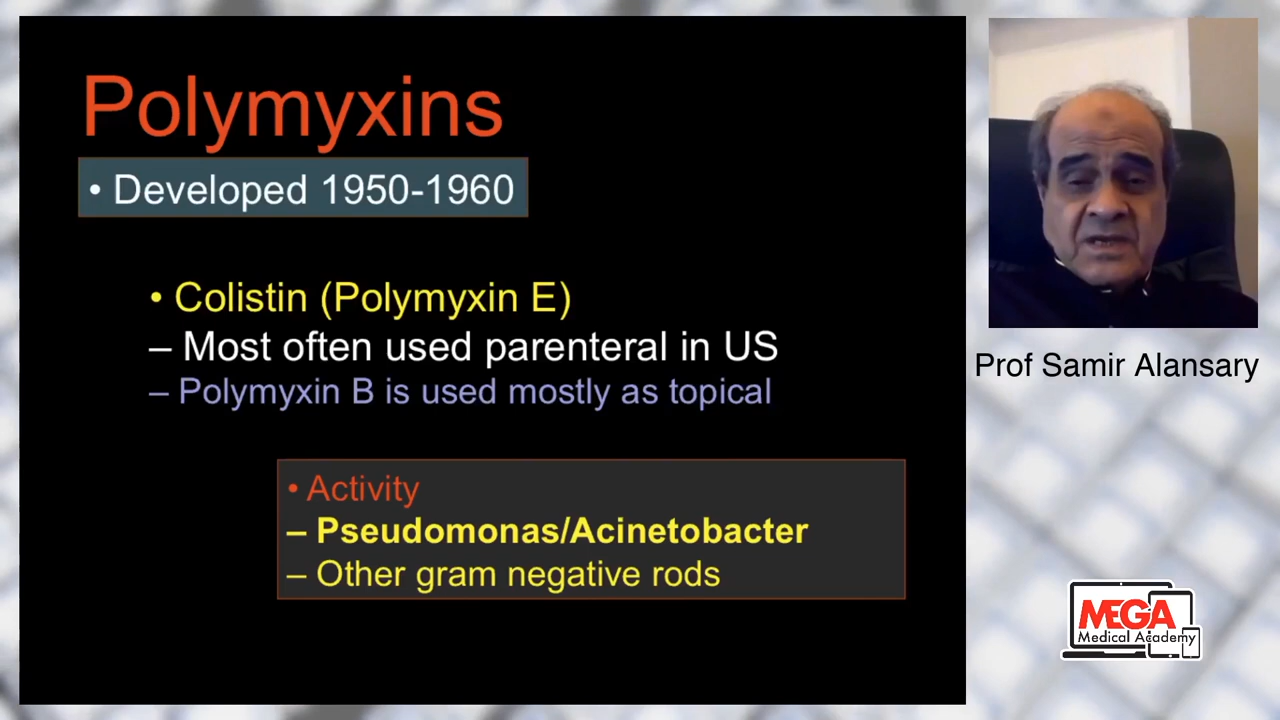 Polymyxins
• Developed 1950-1960
• Colistin (Polymyxin E)
– Most often used parenteral in US
– Polymyxin B is used mostly as topical
• Activity
– Pseudomonas/Acinetobacter
– Other gram negative rods
Prof Samir Alansary
MEGA
Medical Academy